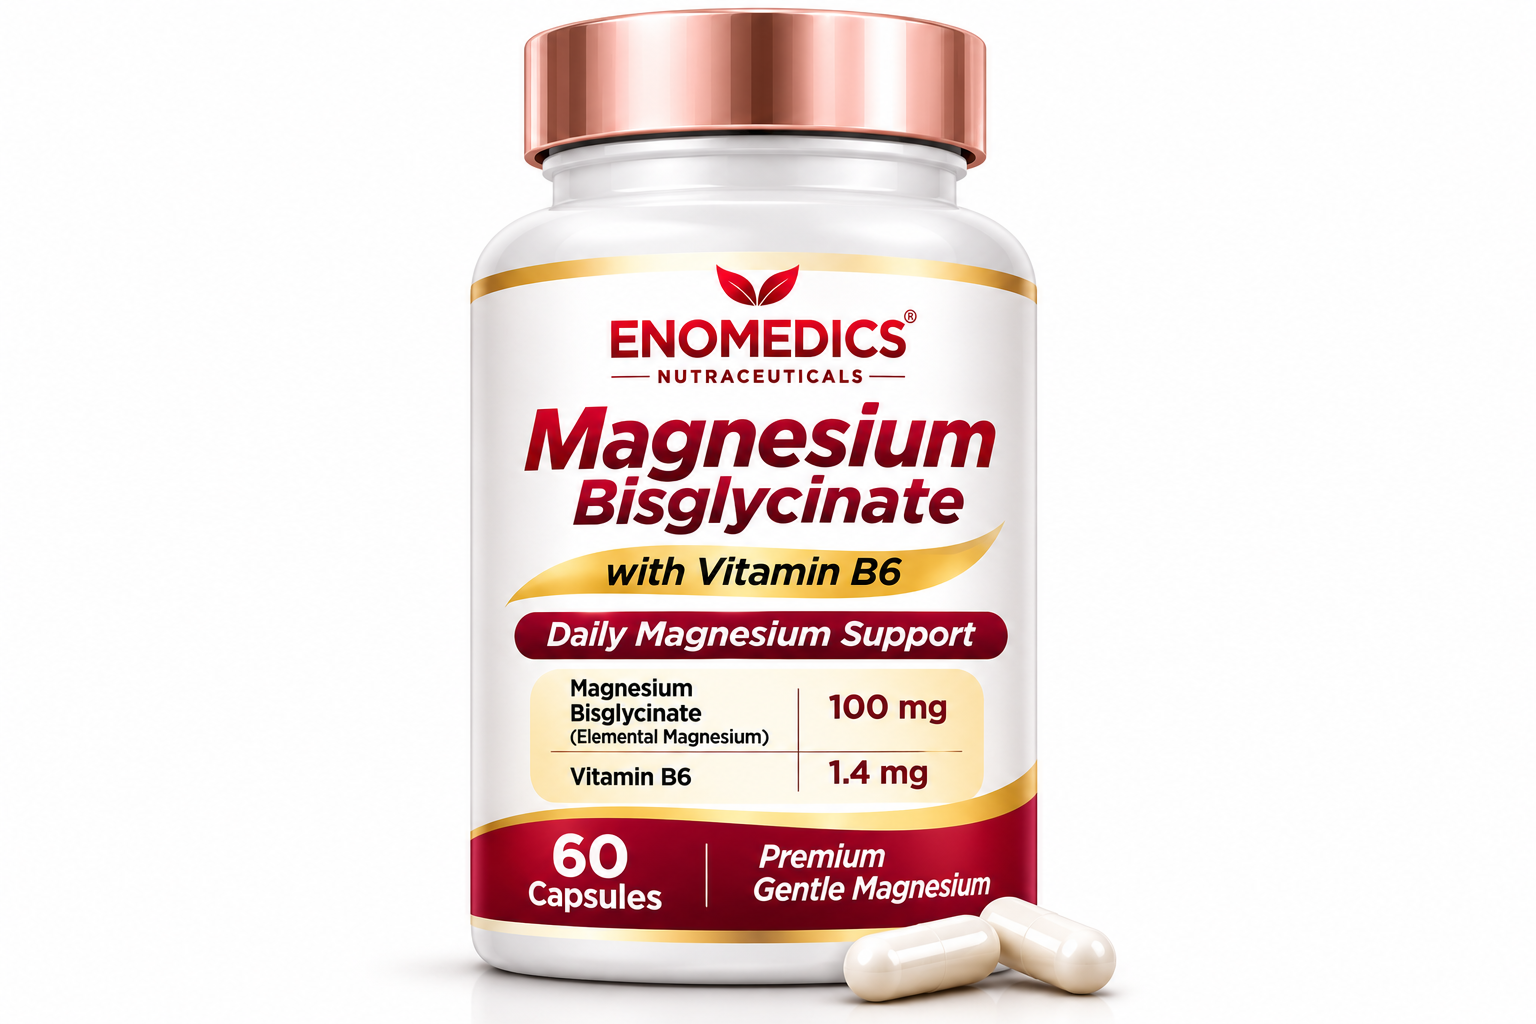 ENOMEDICS®
NUTRACEUTICALS
Magnesium
Bisglycinate
with Vitamin B6
Daily Magnesium Support
Magnesium
Bisglycinate
(Elemental Magnesium)
100 mg
Vitamin B6
1.4 mg
60
Capsules
Premium
Gentle Magnesium